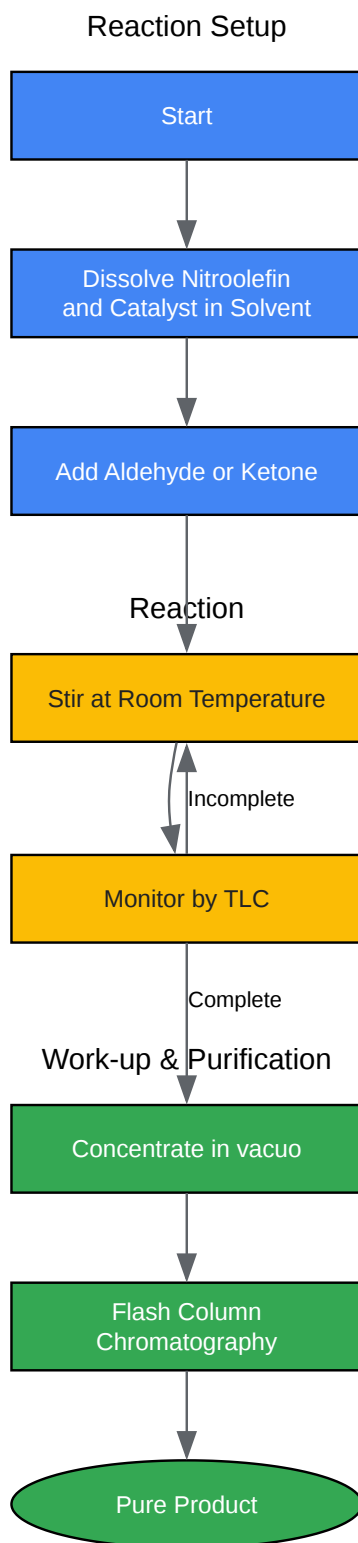 Reaction Setup
Start
Dissolve Nitroolefin
and Catalyst in Solvent
Add Aldehyde or Ketone
Reaction
Stir at Room Temperature
Incomplete
Monitor by TLC
Complete
Work-up & Purification
Concentrate in vacuo
Flash Column
Chromatography
Pure Product